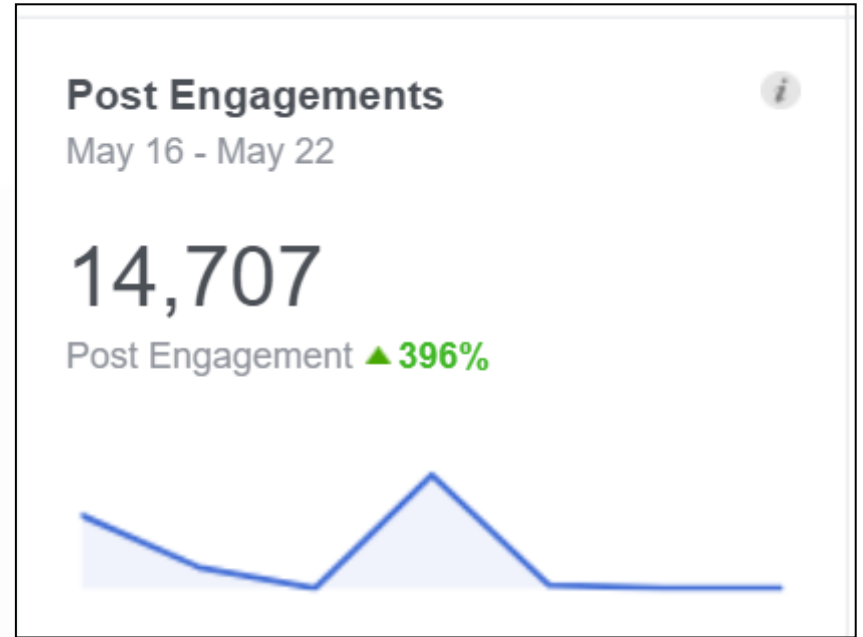 Post Engagements
May 16 - May 22
14,707
Post Engagement ▲ 396%